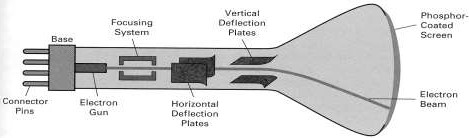 Base
Focusing
System
Vertical
Deflection
Plates
Phosphor-
Coated
Screen
Connector
Pins
Electron
Gun
Horizontal
Deflection
Plates
Electron
Beam